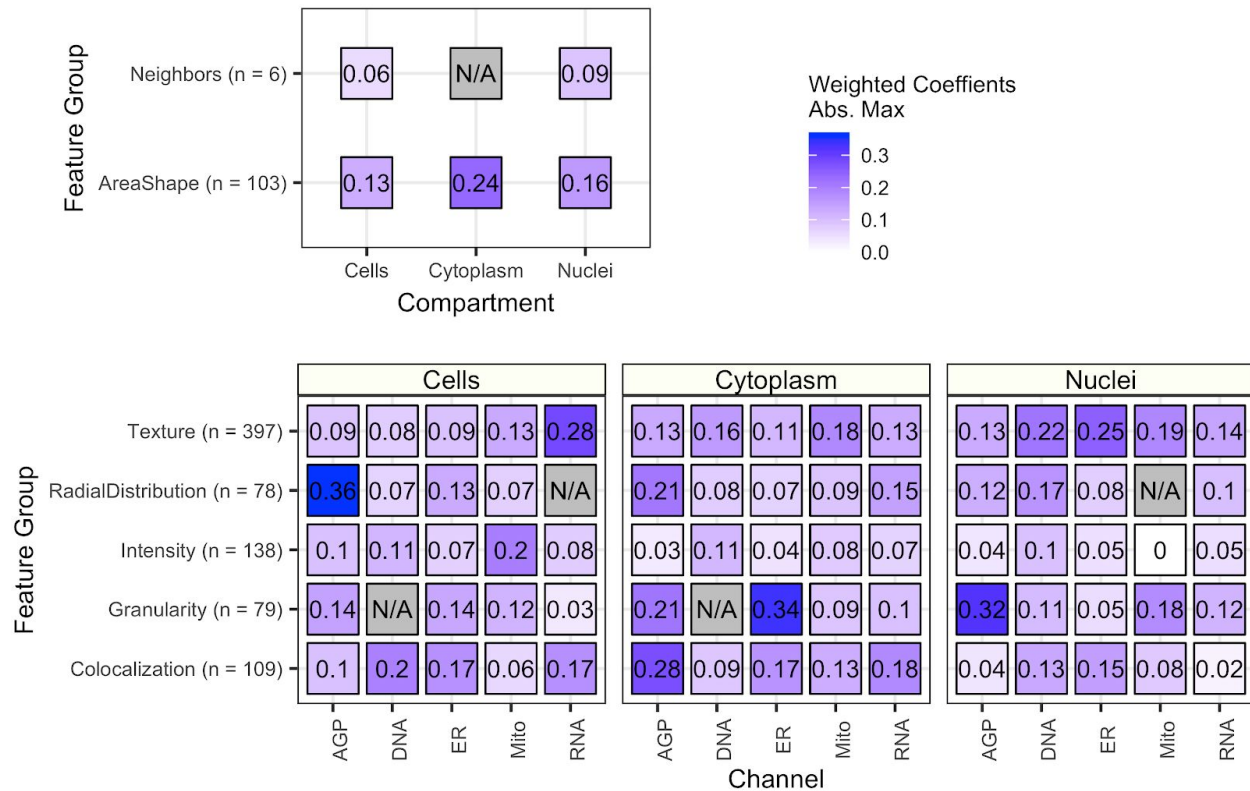 Feature Group
Neighbors (n = 6) 0.06 N/A 0.09
AreaShape (n = 103) 0.13 0.24 0.16
Cells Cytoplasm Nuclei
Compartment
Weighted Coeffients
Abs. Max
0.3
0.2
0.1
0.0
Cells Cytoplasm Nuclei
Feature Group
Texture (n = 397) 0.09 0.08 0.09 0.13 0.28 0.13 0.16 0.11 0.18 0.13 0.13 0.22 0.25 0.19 0.14
RadialDistribution (n = 78) 0.36 0.07 0.13 0.07 N/A 0.21 0.08 0.07 0.09 0.15 0.12 0.17 0.08 N/A 0.1
Intensity (n = 138) 0.1 0.11 0.07 0.2 0.08 0.03 0.11 0.04 0.08 0.07 0.04 0.1 0.05 0 0.05
Granularity (n = 79) 0.14 N/A 0.14 0.12 0.03 0.21 N/A 0.34 0.09 0.1 0.32 0.11 0.05 0.18 0.12
Colocalization (n = 109) 0.1 0.2 0.17 0.06 0.17 0.28 0.09 0.17 0.13 0.18 0.04 0.13 0.15 0.08 0.02
AGP DNA ER Mito RNA AGP DNA ER Mito RNA AGP DNA ER Mito RNA
Channel